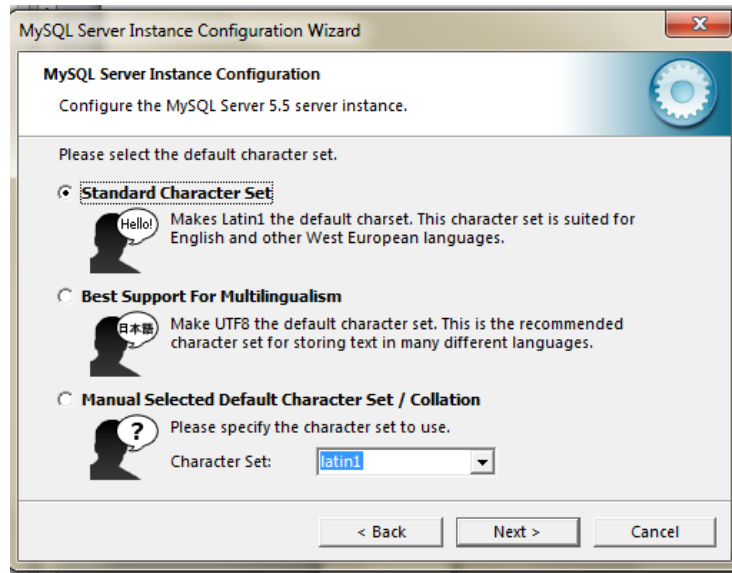 MySQL Server Instance Configuration Wizard
MySQL Server Instance Configuration
Configure the MySQL Server 5.5 server instance.
Please select the default character set.
Standard Character Set
Hello!
Makes Latin1 the default charset. This character set is suited for
English and other West European languages.
Best Support For Multilingualism
日本語
Make UTF8 the default character set. This is the recommended
character set for storing text in many different languages.
Manual Selected Default Character Set / Collation
?
Please specify the character set to use.
Character Set: latin1
< Back Next > Cancel